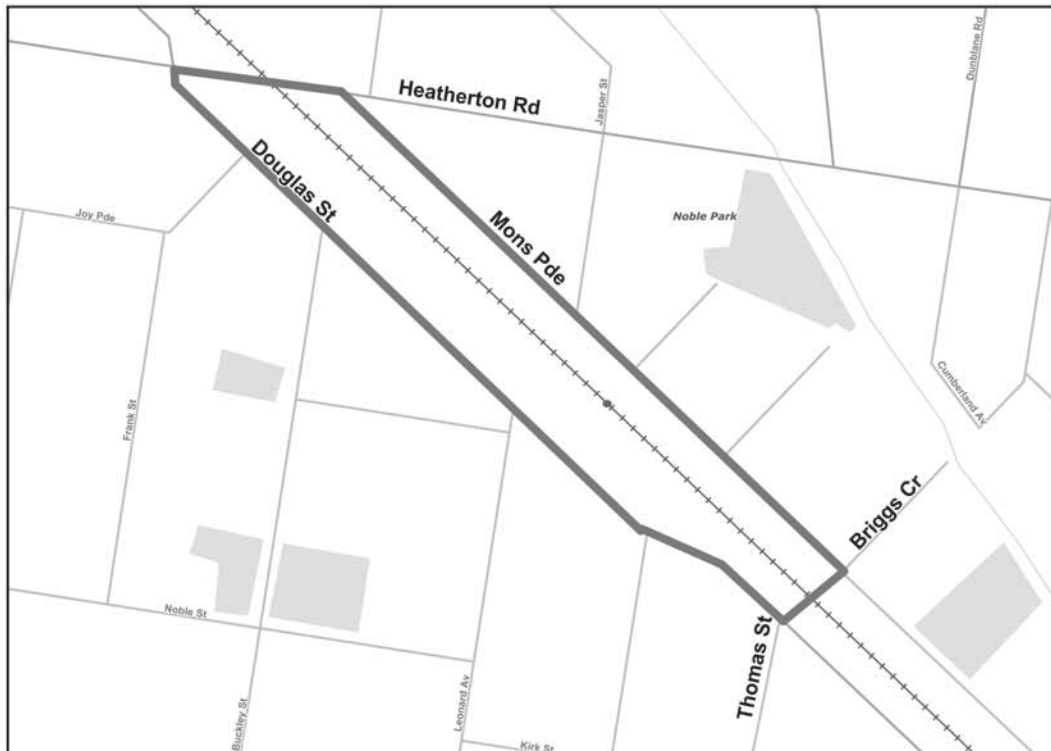 Dunblane Rd
Heatherton Rd
Jasper St
Douglas St
Joy Pde
Mons Pde
Noble Park
Cumberland Av
Frank St
Briggs Cr
Noble St
Thomas St
Buckley St
Leonard Av
Kirk St